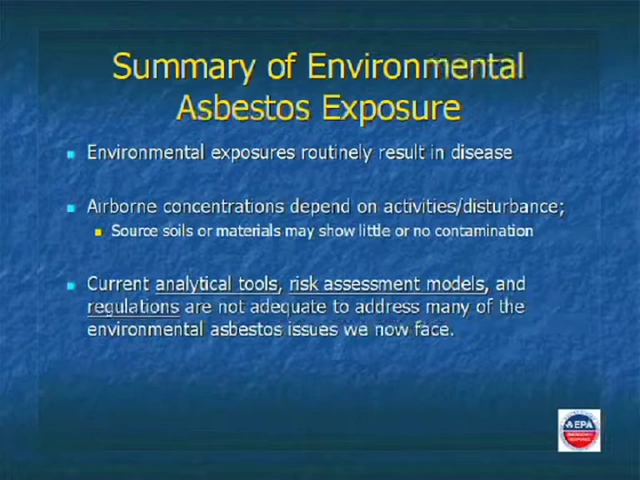 Summary of Environmental
Asbestos Exposure
Environmental exposures routinely result in disease
Airborne concentrations depend on activities/disturbance;
Source soils or materials may show little or no contamination
Current analytical tools, risk assessment models, and
regulations are not adequate to address many of the
environmental asbestos issues we now face.
EPA